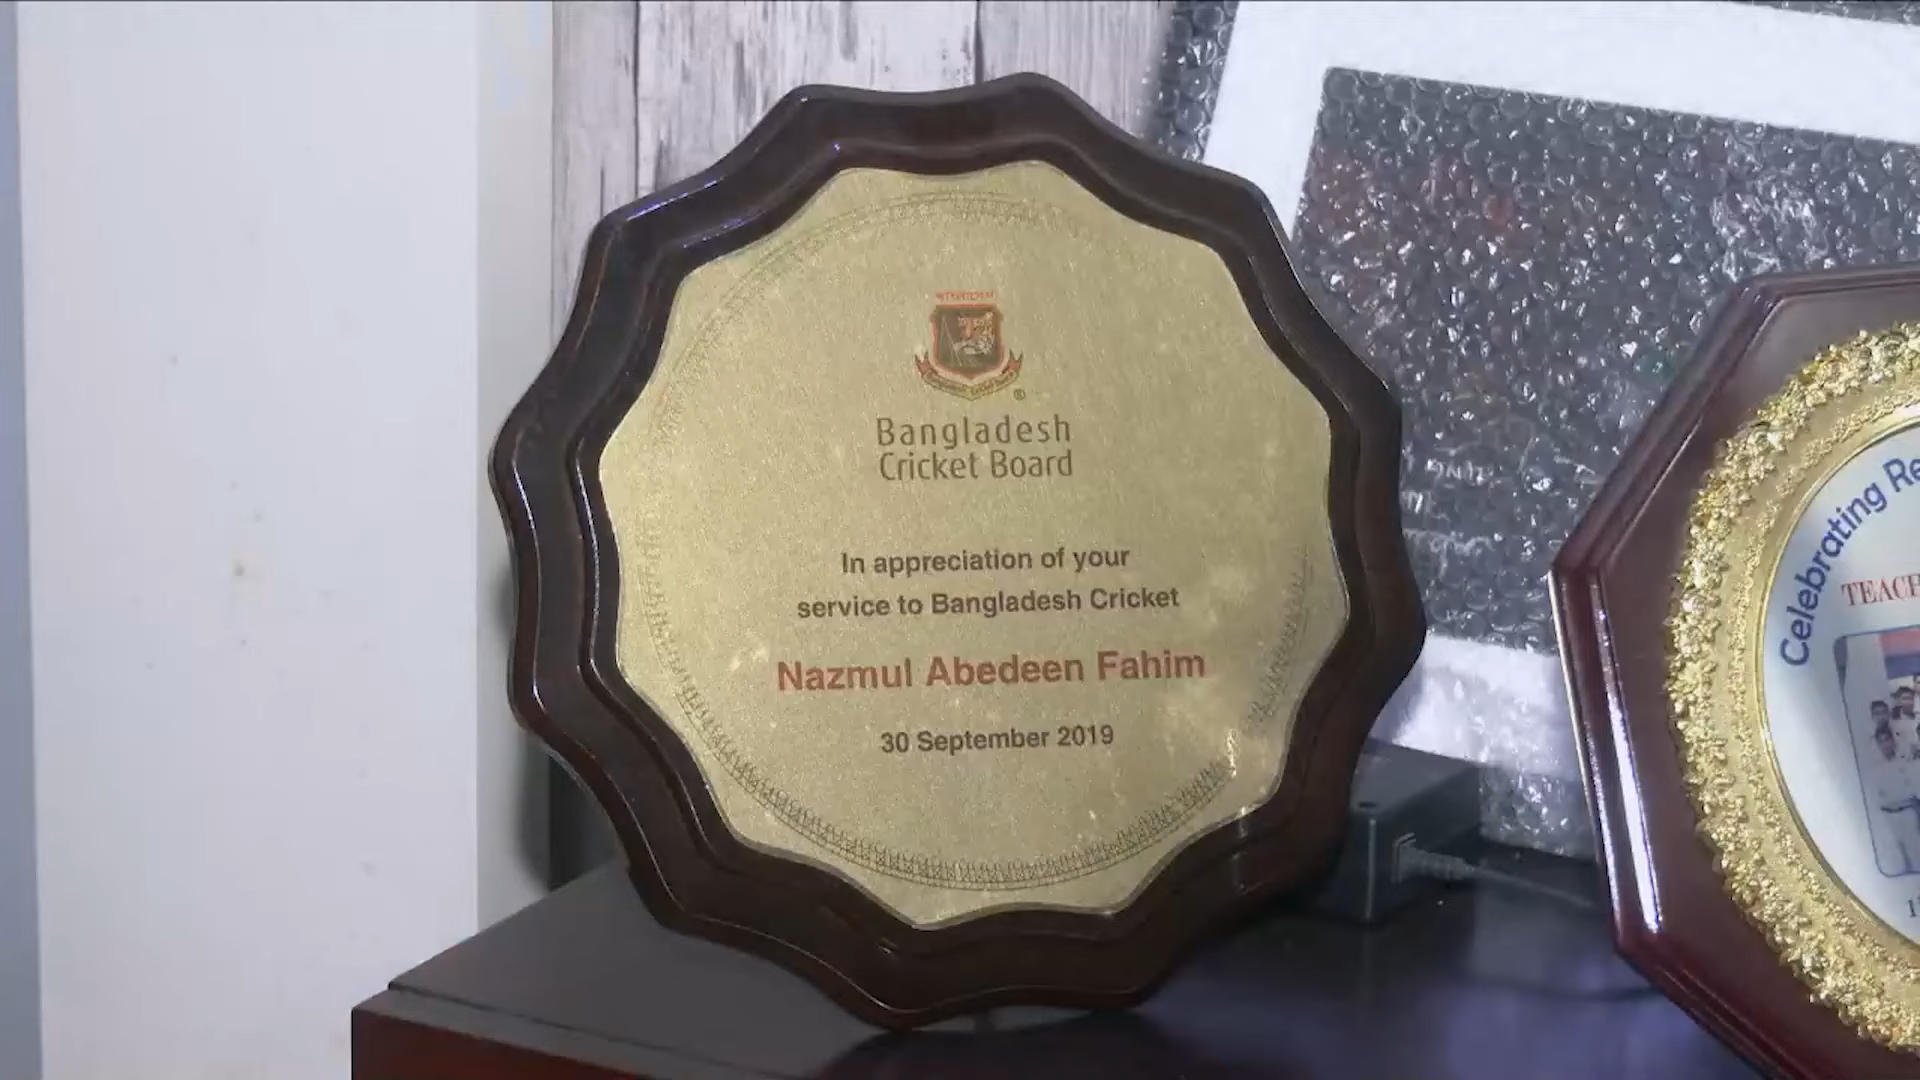 Bangladesh
Cricket Board
In appreciation of your
service to Bangladesh Cricket
Nazmul Abedeen Fahim
30 September 2019
Celebrating Re
TEACH